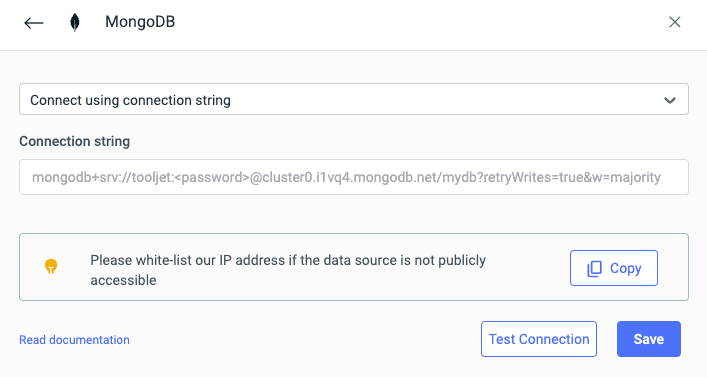 MongoDB
Connect using connection string
Connection string
mongodb+srv://tooljet:<password>@cluster0.i1vq4.mongodb.net/mydb?retryWrites=true&w=majority
Please white-list our IP address if the data source is not publicly
accessible
Copy
Read documentation
Test Connection
Save